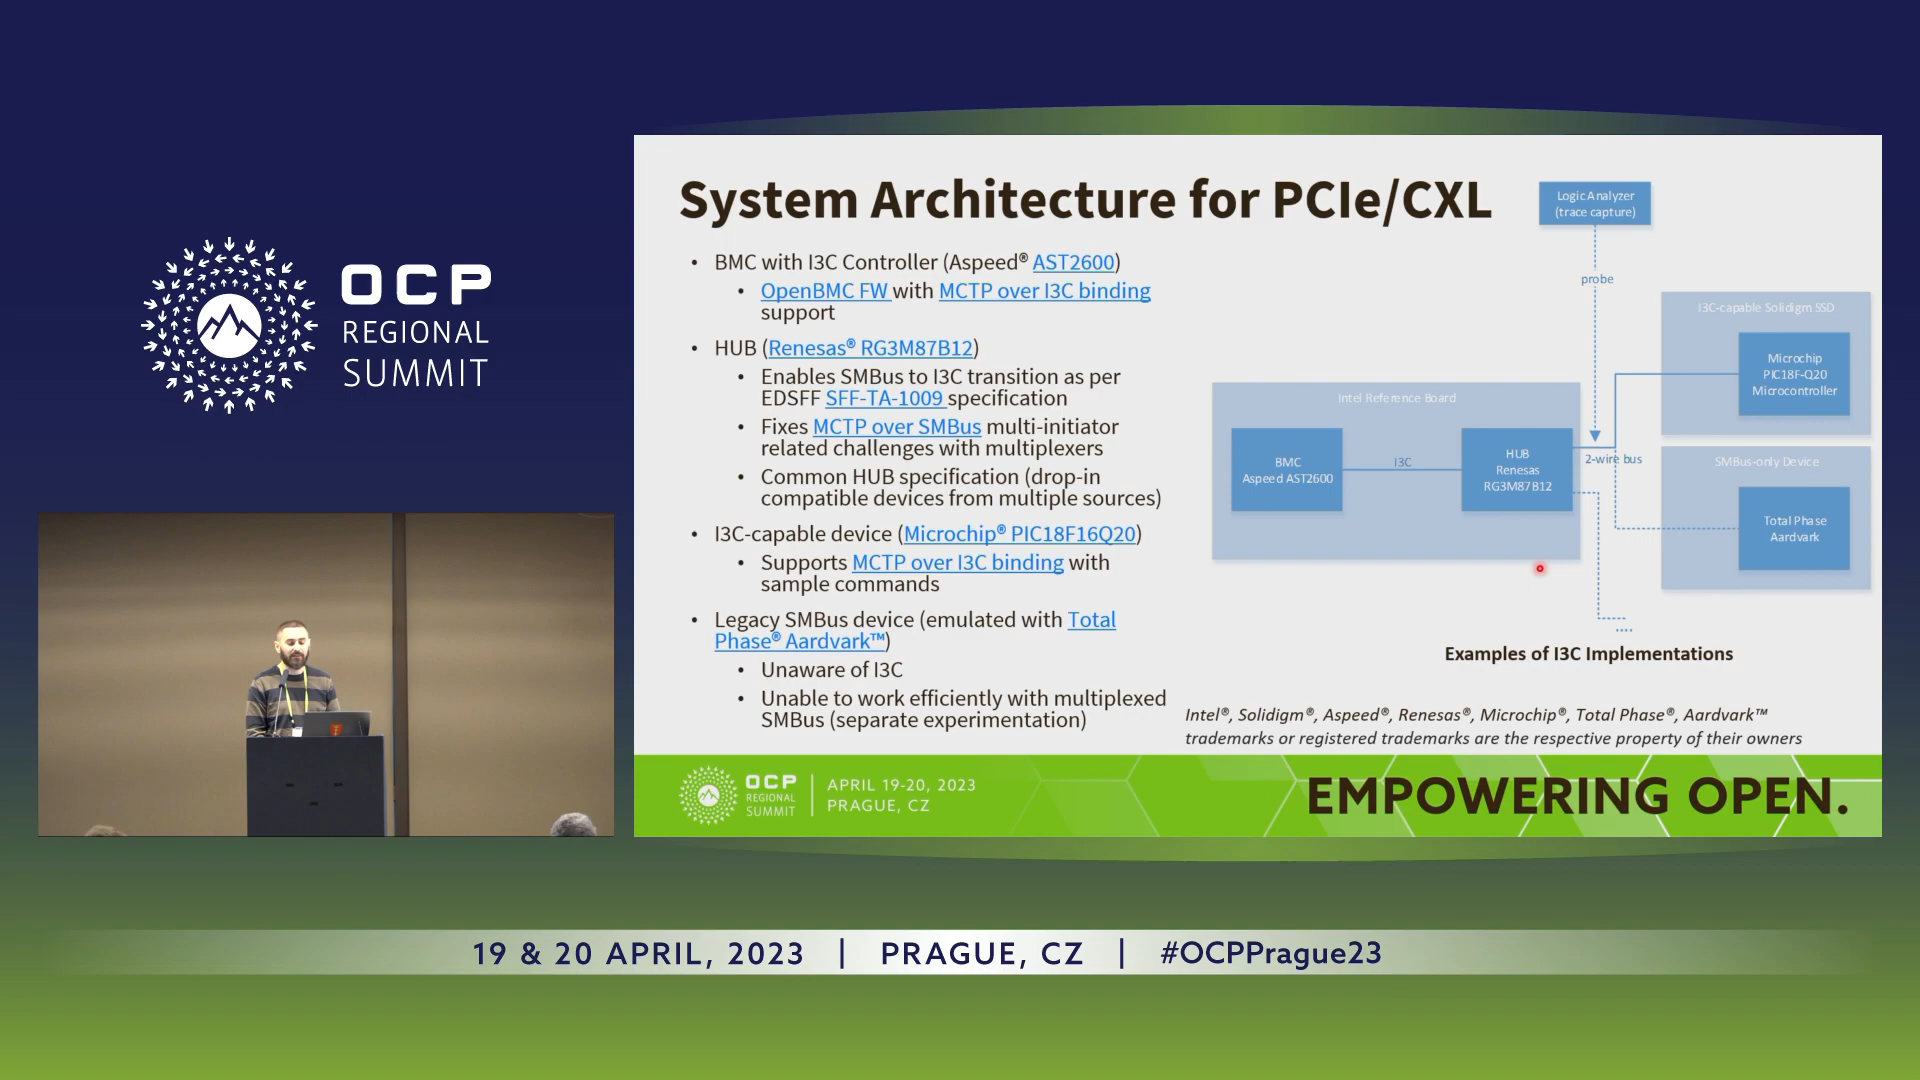 OCP
REGIONAL
SUMMIT
System Architecture for PCIe/CXL
• BMC with I3C Controller (Aspeed® AST2600)
• OpenBMC FW with MCTP over I3C binding
support
• HUB (Renesas® RG3M87B12)
• Enables SMBus to I3C transition as per
EDSFF SFF-TA-1009 specification
• Fixes MCTP over SMBus multi-initiator
related challenges with multiplexers
• Common HUB specification (drop-in
compatible devices from multiple sources)
• I3C-capable device (Microchip® PIC18F16Q20)
• Supports MCTP over I3C binding with
sample commands
• Legacy SMBus device (emulated with Total
Phase® Aardvark™)
• Unaware of I3C
• Unable to work efficiently with multiplexed
SMBus (separate experimentation)
Logic Analyzer
(trace capture)
probe
I3C-capable Solidigm SSD
Microchip
PIC18F-Q20
Microcontroller
Intel Reference Board
BMC
Aspeed AST2600
I3C
HUB
Renesas
RG3M87B12
2-wire bus
SMBus-only Device
Total Phase
Aardvark
....
Examples of I3C Implementations
Intel®, Solidigm®, Aspeed®, Renesas®, Microchip®, Total Phase®, Aardvark™
trademarks or registered trademarks are the respective property of their owners
OCP
REGIONAL
SUMMIT
APRIL 19-20, 2023
PRAGUE, CZ
EMPOWERING OPEN.
19 & 20 APRIL, 2023 | PRAGUE, CZ | #OCPPrague23